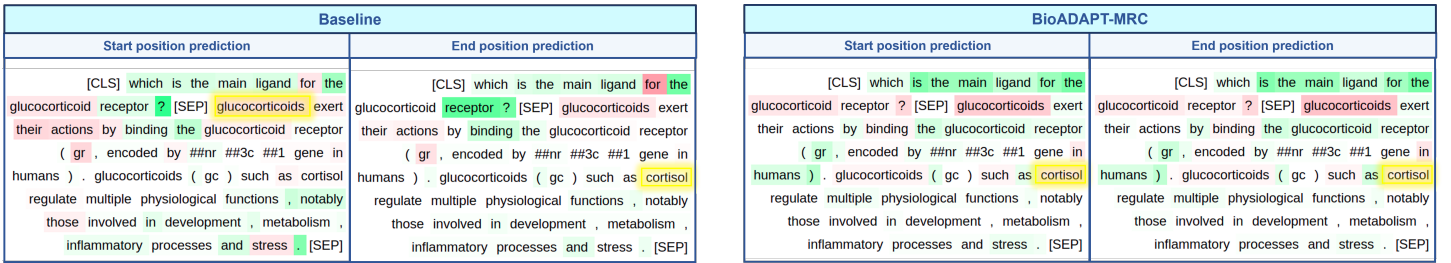 Baseline
Start position prediction
[CLS] which is the main ligand for the
glucocorticoid receptor ? [SEP] glucocorticoids exert
their actions by binding the glucocorticoid receptor
( gr , encoded by ##nr ##3c ##1 gene in
humans ) . glucocorticoids ( gc ) such as cortisol
regulate multiple physiological functions , notably
those involved in development , metabolism ,
inflammatory processes and stress . [SEP]
End position prediction
[CLS] which is the main ligand for the
glucocorticoid receptor ? [SEP] glucocorticoids exert
their actions by binding the glucocorticoid receptor
( gr , encoded by ##nr ##3c ##1 gene in
humans ) . glucocorticoids ( gc ) such as cortisol
regulate multiple physiological functions , notably
those involved in development , metabolism ,
inflammatory processes and stress . [SEP]
BioADAPT-MRC
Start position prediction
[CLS] which is the main ligand for the
glucocorticoid receptor ? [SEP] glucocorticoids exert
their actions by binding the glucocorticoid receptor
( gr , encoded by ##nr ##3c ##1 gene in
humans ) . glucocorticoids ( gc ) such as cortisol
regulate multiple physiological functions , notably
those involved in development , metabolism ,
inflammatory processes and stress . [SEP]
End position prediction
[CLS] which is the main ligand for the
glucocorticoid receptor ? [SEP] glucocorticoids exert
their actions by binding the glucocorticoid receptor
( gr , encoded by ##nr ##3c ##1 gene in
humans ) . glucocorticoids ( gc ) such as cortisol
regulate multiple physiological functions , notably
those involved in development , metabolism ,
inflammatory processes and stress . [SEP]